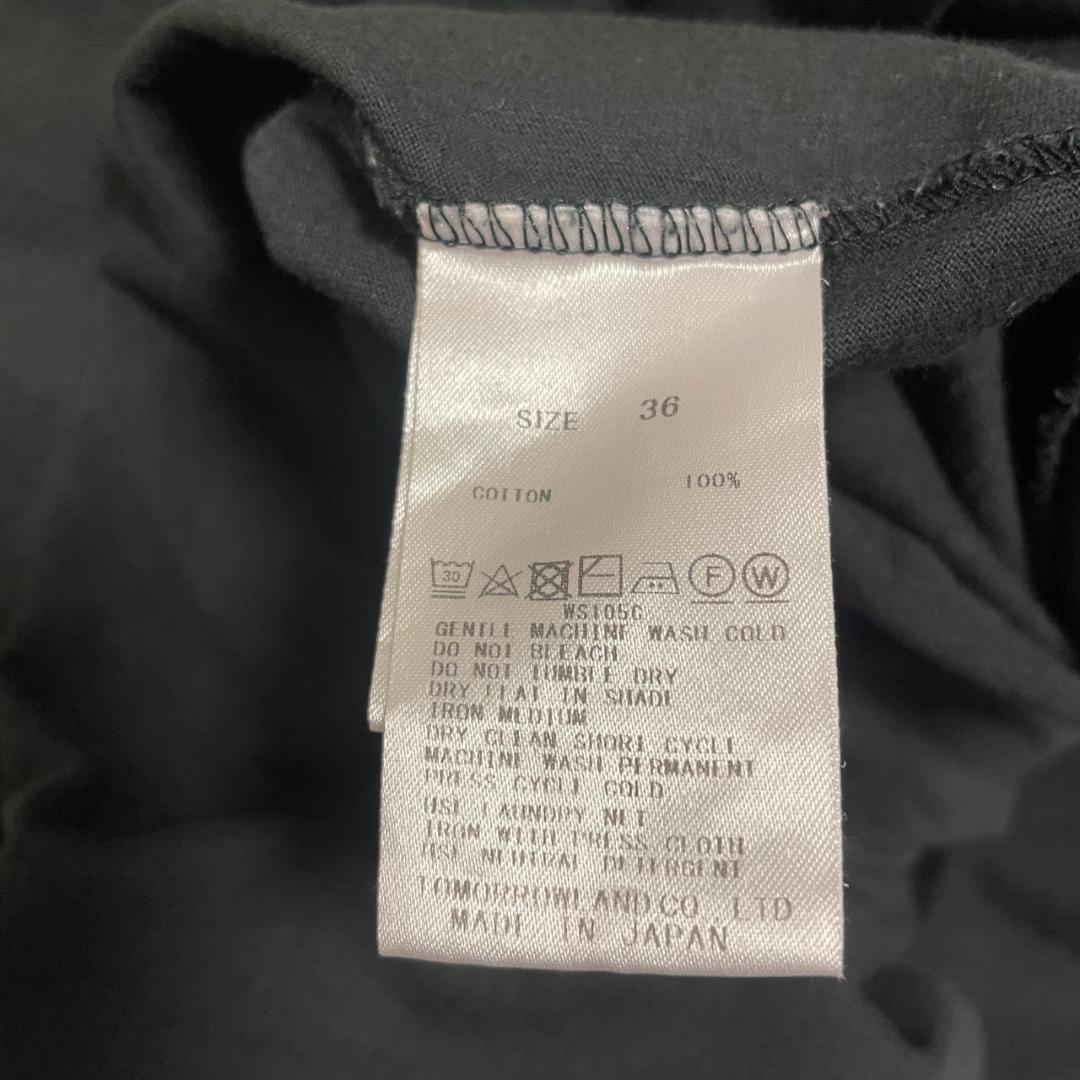 SIZE 36
COTTON 100%
30 F W
WS105C
GENTLE MACHINE WASH COLD
DO NOT BLEACH
DO NOT TUMBLE DRY
DRY FLAT IN SHADE
IRON MEDIUM
DRY CLEAN SHORT CYCLE
MACHINE WASH PERMANENT
PRESS CYCLE COLD
USE LAUNDRY NET
IRON WITH PRESS CLOTH
USE NEUTRAL DETERGENT
TOMORROWLAND CO.,LTD
MADE IN JAPAN